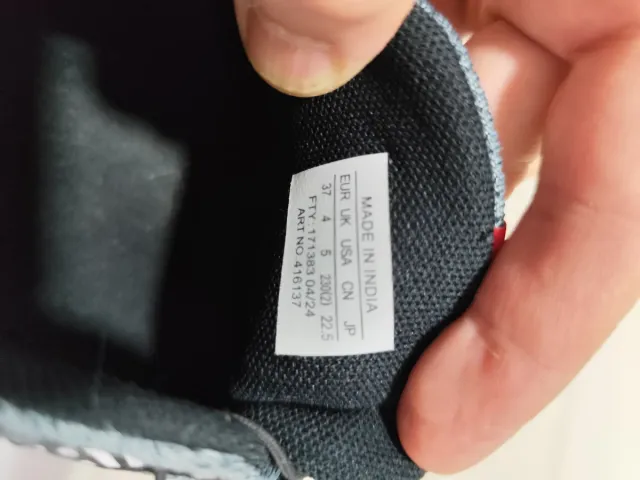 MADE IN INDIA
EUR UK USA CN JP
37 4 5 230(2) 22.5
FTY: 171383 04/24
ART NO. 416137